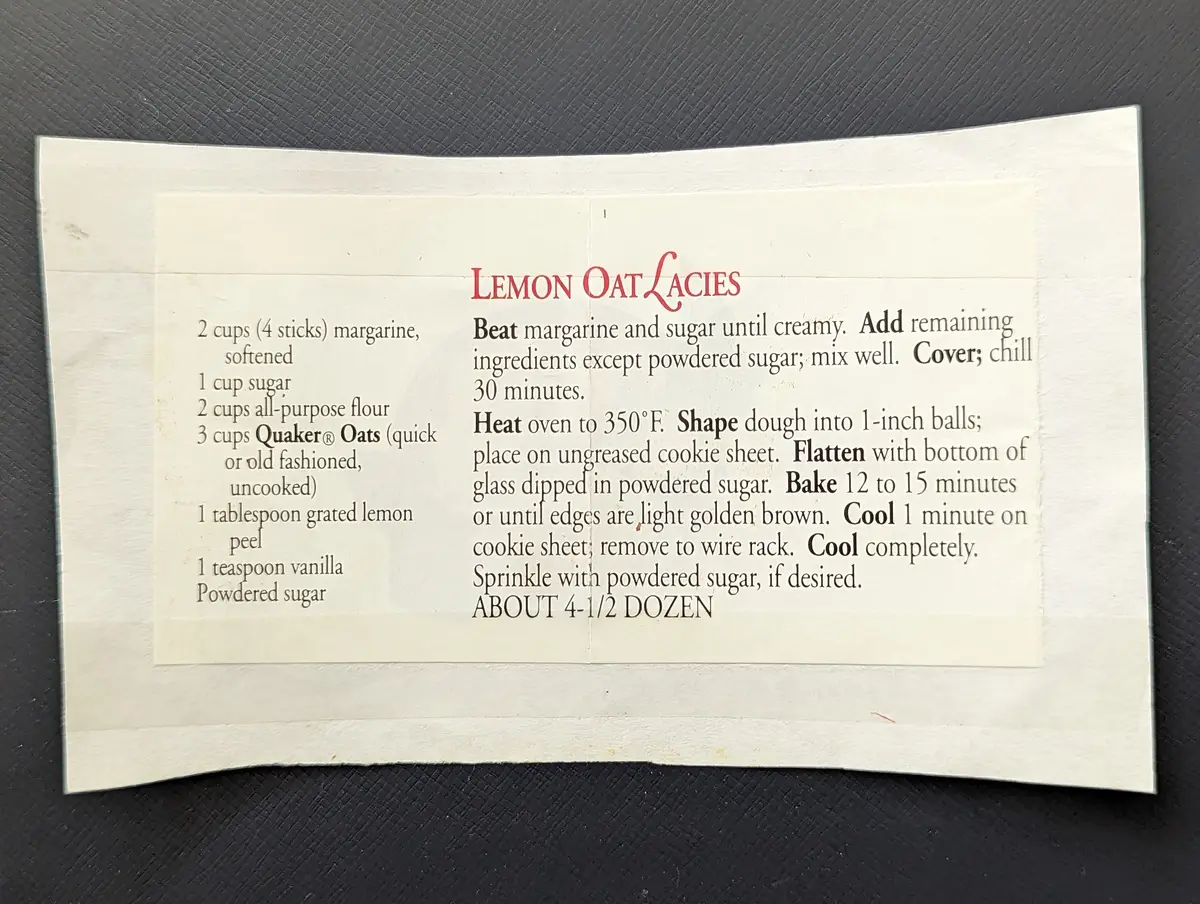 LEMON OAT LACIES
2 cups (4 sticks) margarine,
softened
1 cup sugar
2 cups all-purpose flour
3 cups Quaker® Oats (quick
or old fashioned,
uncooked)
1 tablespoon grated lemon
peel
1 teaspoon vanilla
Powdered sugar
Beat margarine and sugar until creamy. Add remaining
ingredients except powdered sugar; mix well. Cover; chill
30 minutes.
Heat oven to 350°F. Shape dough into 1-inch balls;
place on ungreased cookie sheet. Flatten with bottom of
glass dipped in powdered sugar. Bake 12 to 15 minutes
or until edges are light golden brown. Cool 1 minute on
cookie sheet; remove to wire rack. Cool completely.
Sprinkle with powdered sugar, if desired.
ABOUT 4-1/2 DOZEN